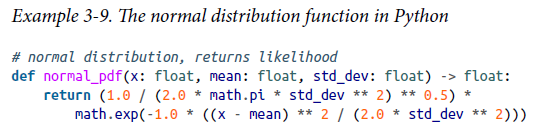 Example 3-9. The normal distribution function in Python
# normal distribution, returns likelihood
def normal_pdf(x: float, mean: float, std_dev: float) -> float:
    return (1.0 / (2.0 * math.pi * std_dev ** 2) ** 0.5) *
        math.exp(-1.0 * ((x - mean) ** 2 / (2.0 * std_dev ** 2)))